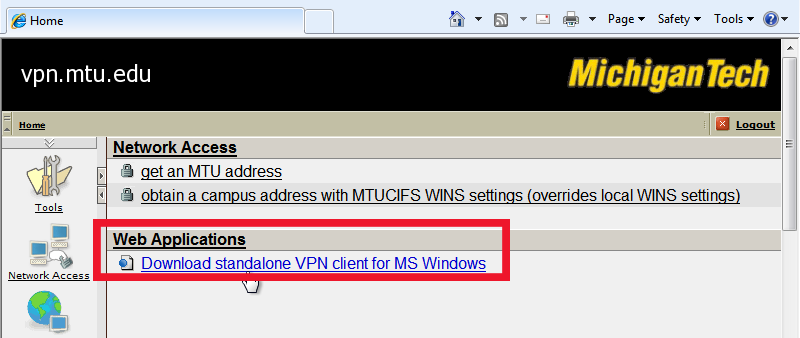 Home
Page
Safety
Tools
vpn.mtu.edu
MichiganTech
Home
Logout
Network Access
get an MTU address
obtain a campus address with MTUCIFS WINS settings (overrides local WINS settings)
Tools
Network Access
Web Applications
Download standalone VPN client for MS Windows